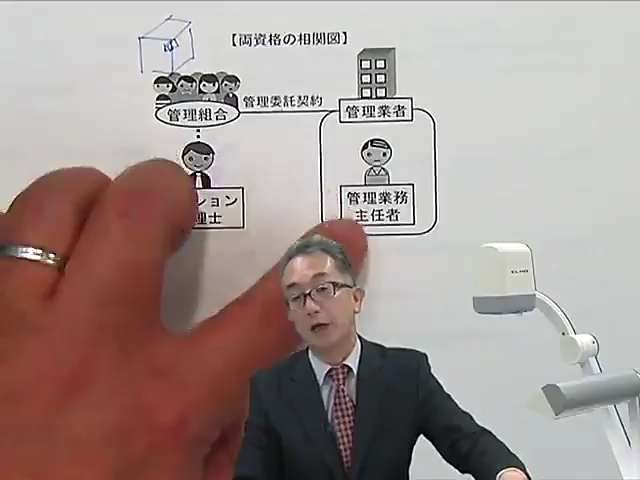 【両資格の相関図】
管理組合
管理委託契約
管理業者
ション
理士
管理業務
主任者
ELMO